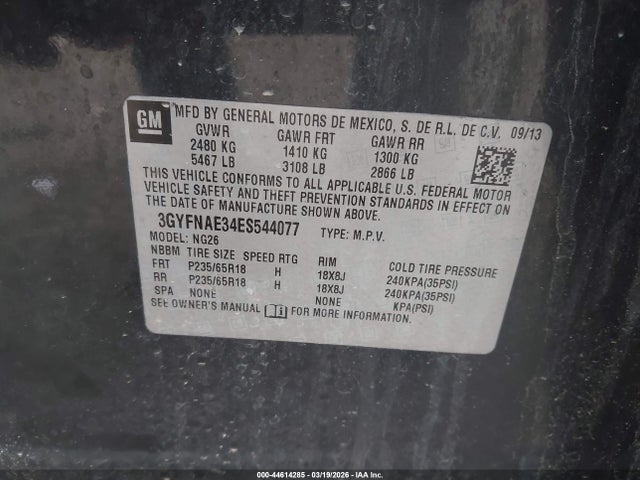 GM
MFD BY GENERAL MOTORS DE MEXICO, S. DE R.L. DE C.V. 09/13
GVWR GAWR FRT GAWR RR
2480 KG 1410 KG 1300 KG
5467 LB 3108 LB 2866 LB
THIS VEHICLE CONFORMS TO ALL APPLICABLE U.S. FEDERAL MOTOR
VEHICLE SAFETY AND THEFT PREVENTION STANDARDS IN EFFECT ON
THE DATE OF MANUFACTURE SHOWN ABOVE.
3GYFNAE34ES544077 TYPE: M.P.V.
MODEL: NG26
NBBM TIRE SIZE SPEED RTG RIM COLD TIRE PRESSURE
FRT P235/65R18 H 18X8J 240KPA(35PSI)
RR P235/65R18 H 18X8J 240KPA(35PSI)
SPA NONE NONE KPA(PSI)
SEE OWNER'S MANUAL FOR MORE INFORMATION.
000-44614285 - 03/19/2026 - IAA Inc.